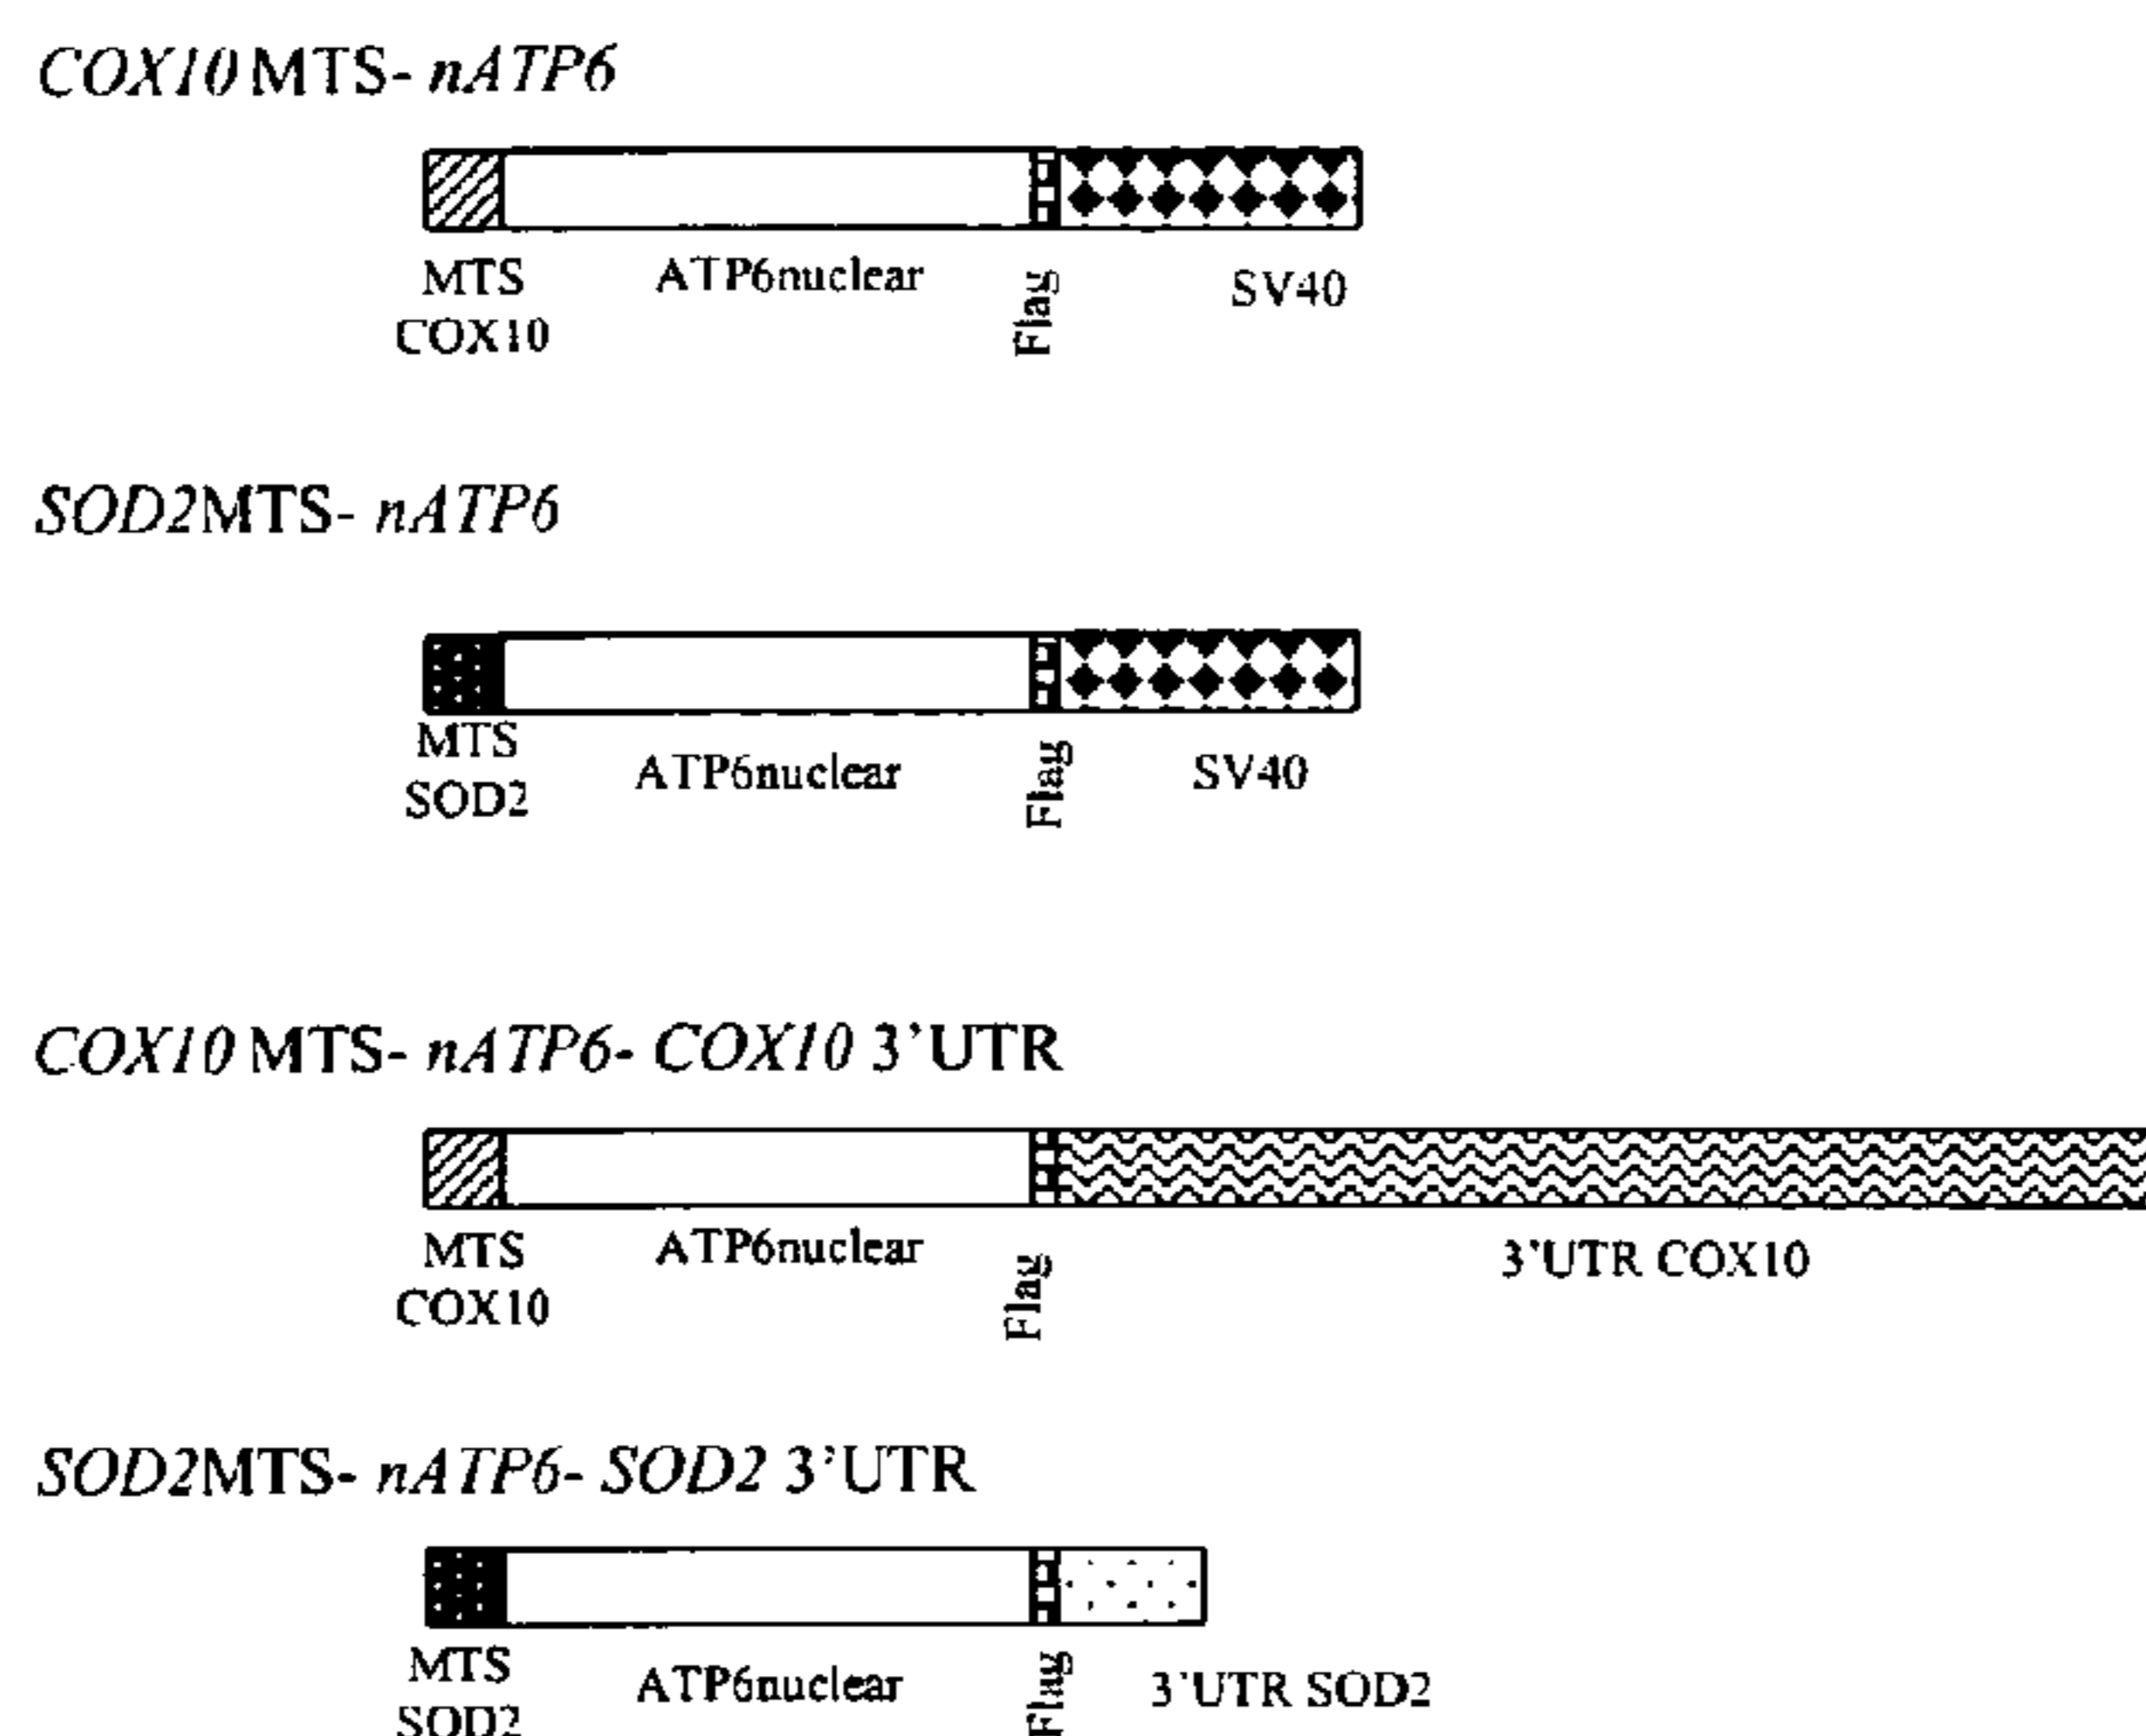 COX10 MTS- nATP6
MTS
COX10
ATP6nuclear
Flag
SV40
SOD2MTS- nATP6
MTS
SOD2
ATP6nuclear
Flag
SV40
COX10 MTS- nATP6- COX10 3’UTR
MTS
COX10
ATP6nuclear
Flag
3’UTR COX10
SOD2MTS- nATP6- SOD2 3’UTR
MTS
SOD2
ATP6nuclear
Flag
3’UTR SOD2